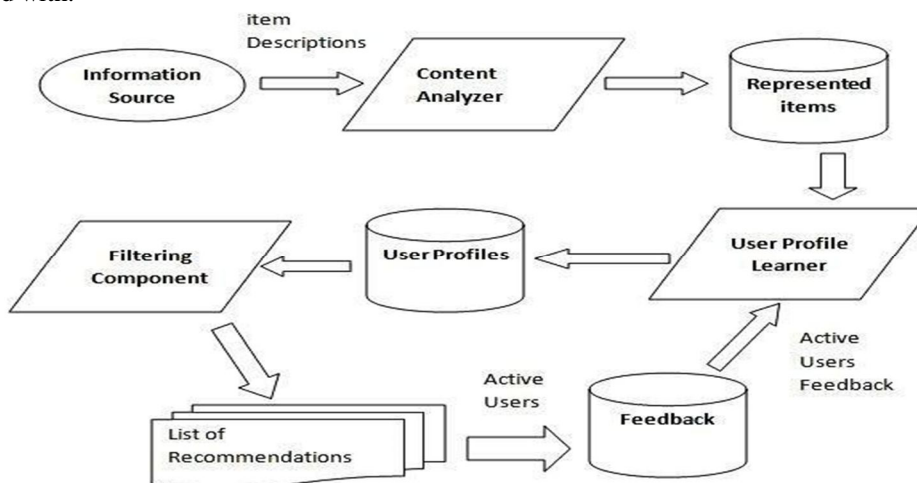 item
Descriptions
Information
Source
Content
Analyzer
Represented
items
Filtering
Component
User Profiles
User Profile
Learner
Active
Users
Feedback
Active
Users
Feedback
List of
Recommendations